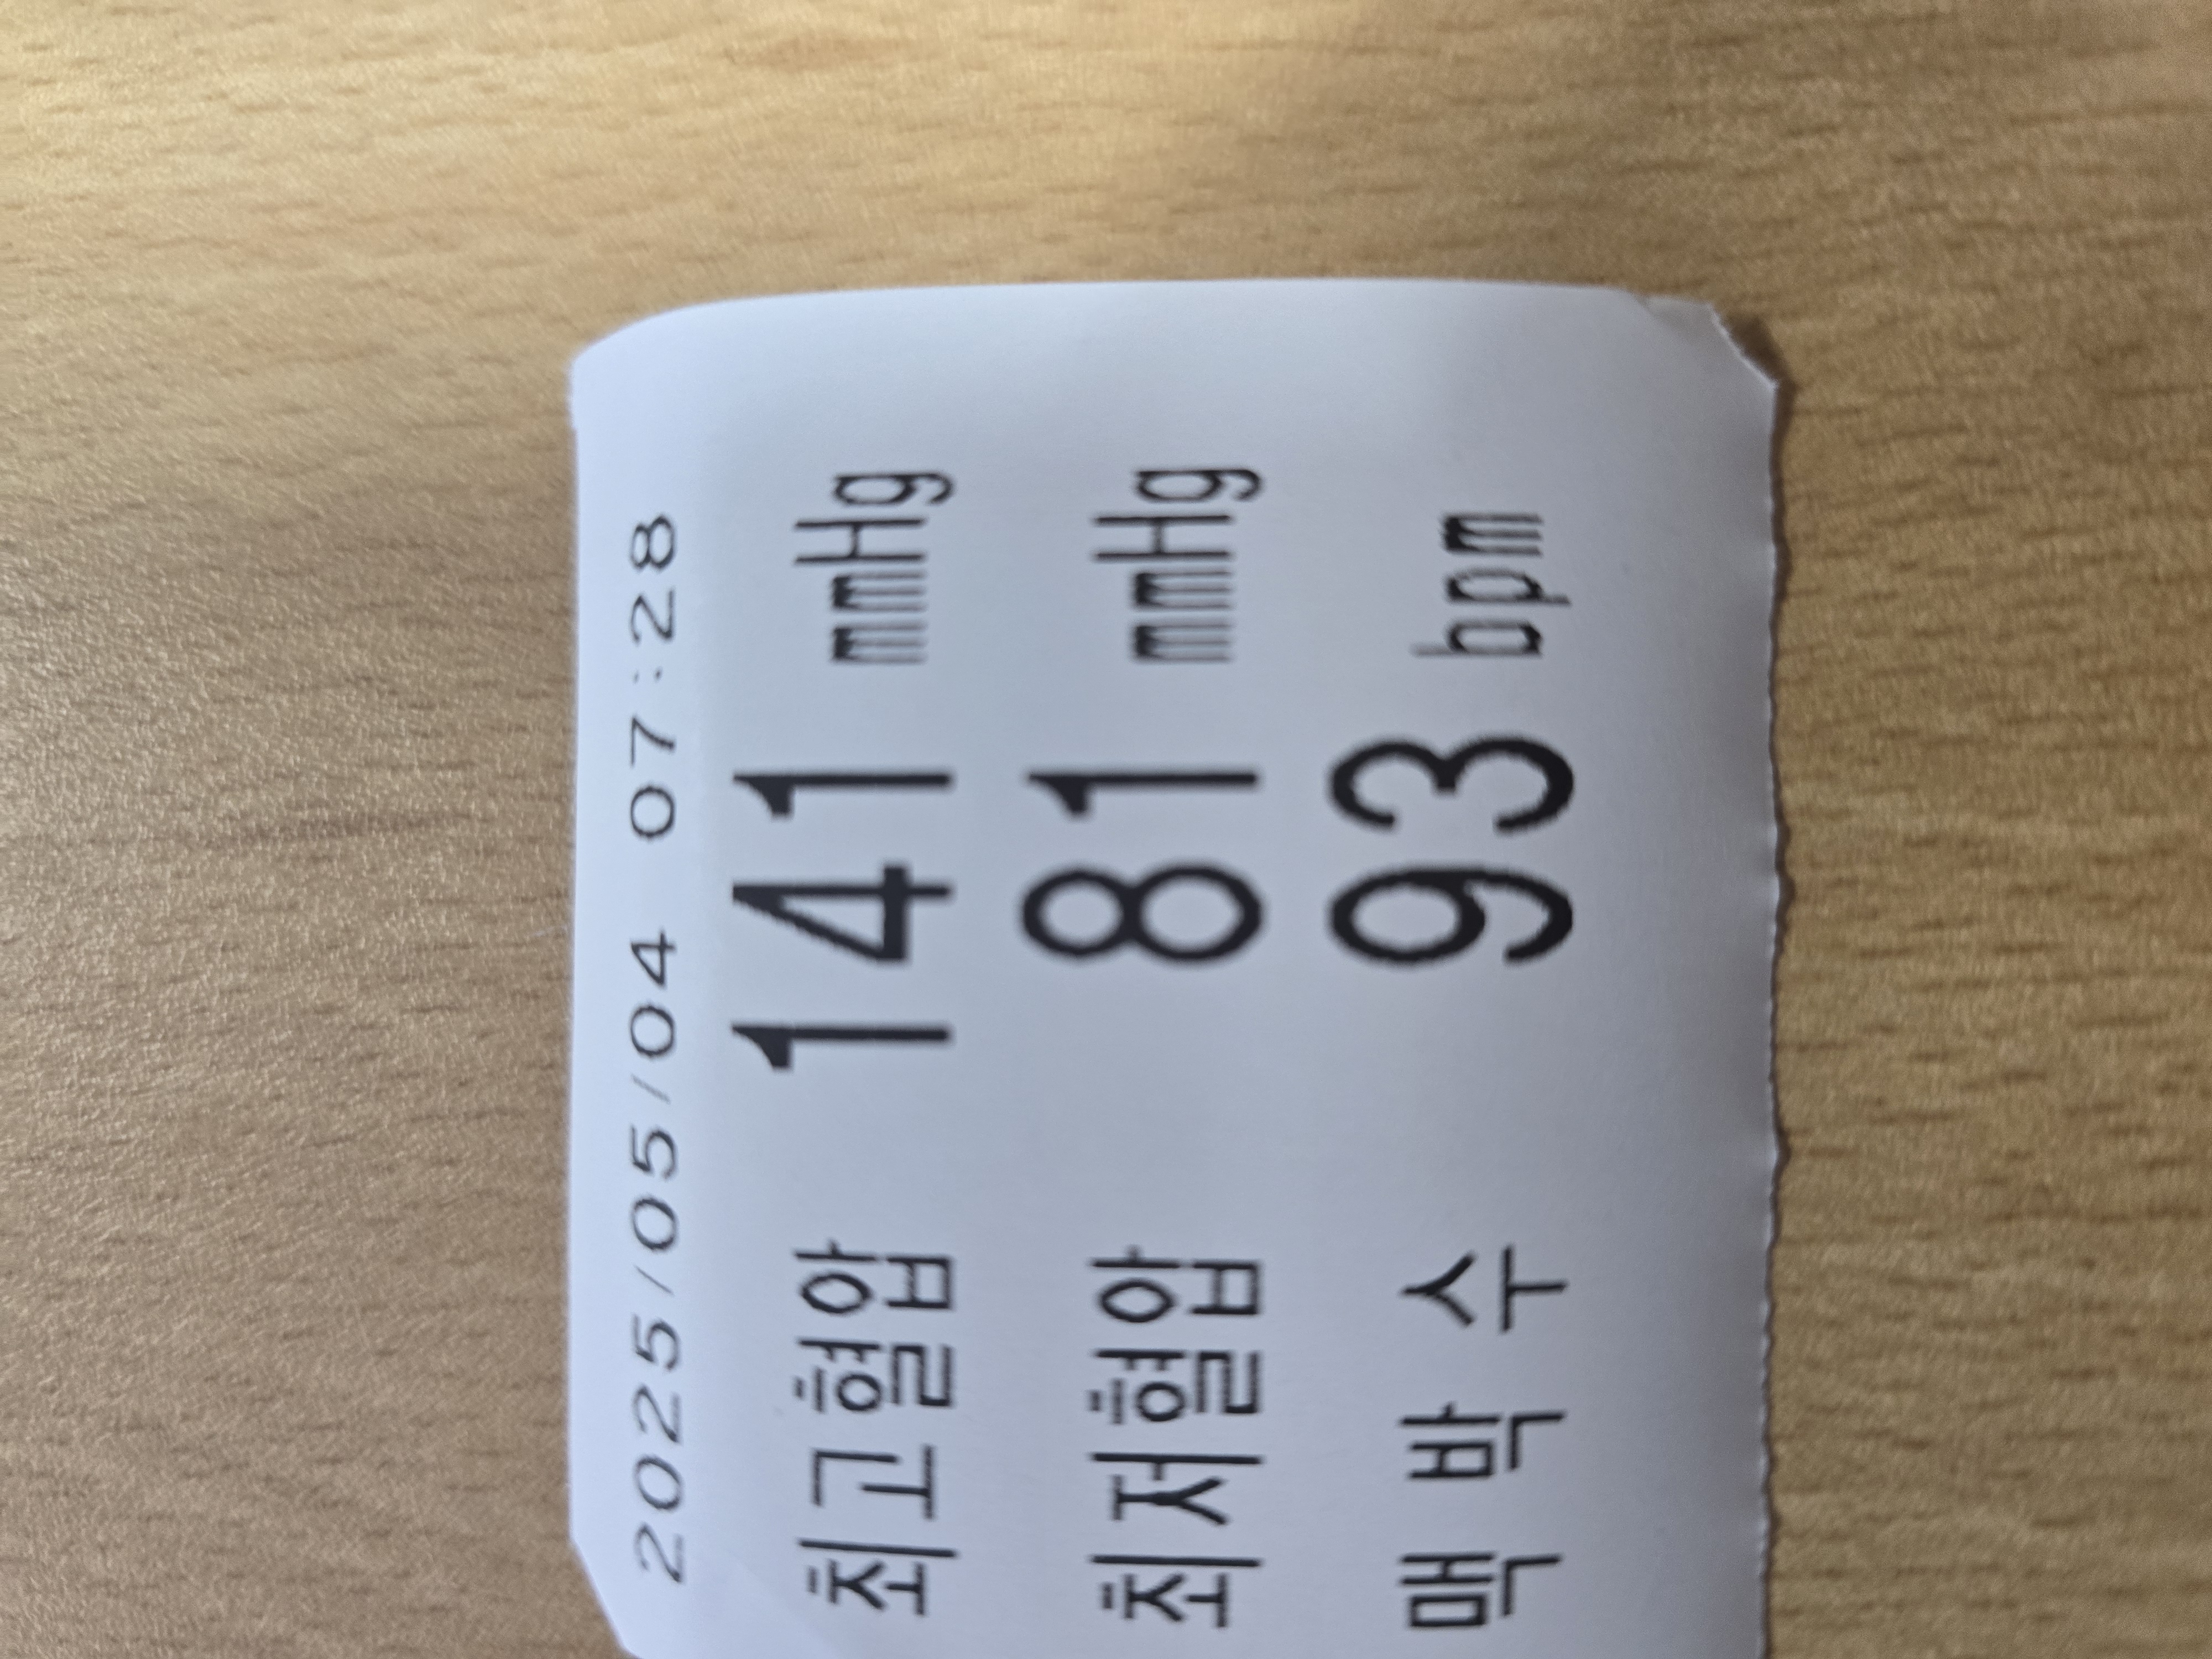 2025/05/04 07:28
최고혈압 141 mmHg
최저혈압 81 mmHg
맥박수 93 bpm